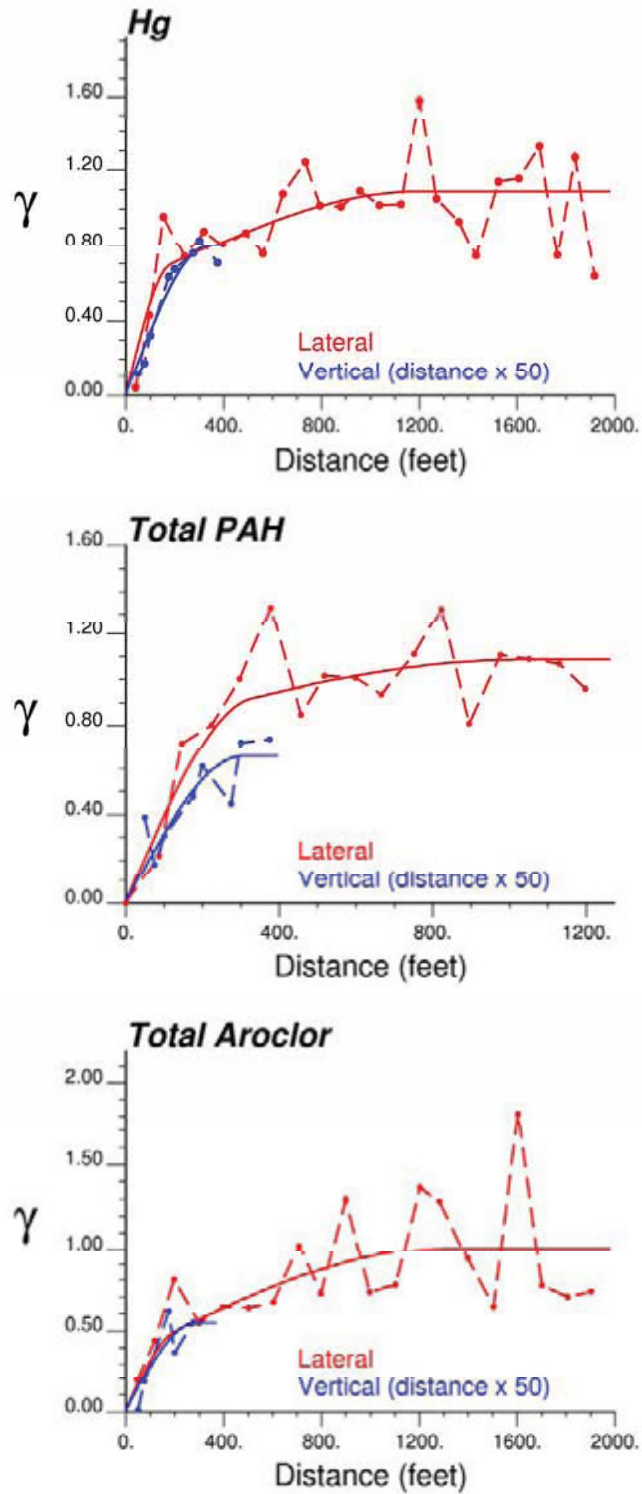 Hg
1.60
1.20
γ
0.80
0.40
Lateral
Vertical (distance x 50)
0.00
0. 400. 800. 1200. 1600. 2000.
Distance (feet)
Total PAH
1.60
1.20
γ
0.80
0.40
Lateral
Vertical (distance x 50)
0.00
0. 400. 800. 1200.
Distance (feet)
Total Aroclor
2.00
1.50
γ
1.00
0.50
Lateral
Vertical (distance x 50)
0.00
0. 400. 800. 1200. 1600. 2000.
Distance (feet)